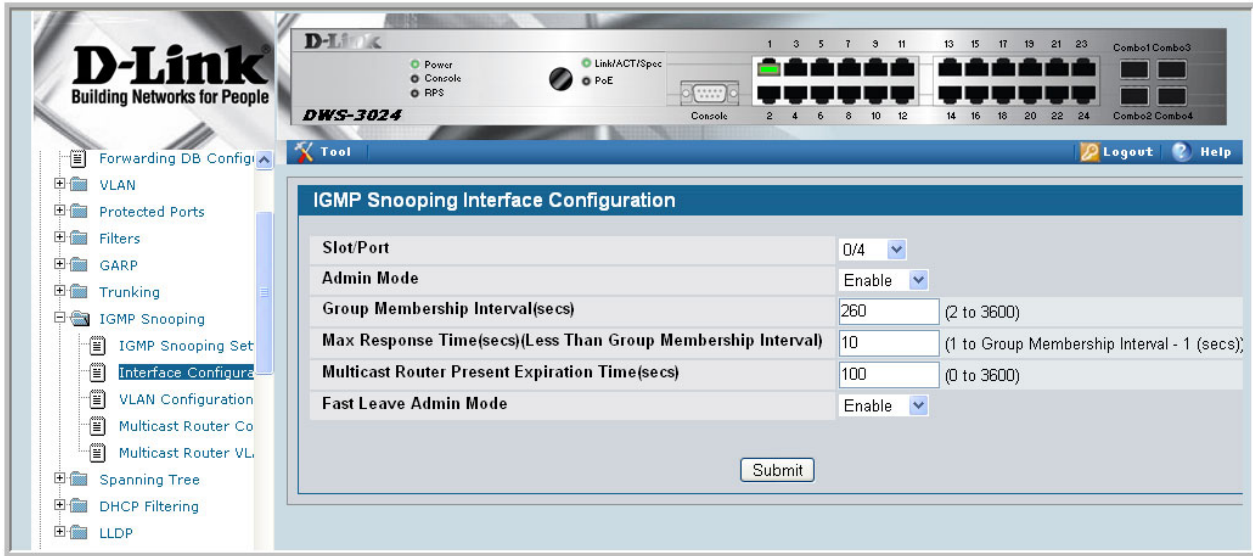 D-Link
Building Networks for People
D-Link
Power
Console
RPS
Link/ACT/Spec
PoE
DWS-3024
Console
1 3 5 7 9 11 13 15 17 19 21 23
2 4 6 8 10 12 14 16 18 20 22 24
Combo1 Combo3
Combo2 Combo4
Tool
Logout
Help
Forwarding DB Configu
VLAN
Protected Ports
Filters
GARP
Trunking
IGMP Snooping
IGMP Snooping Set
Interface Configura
VLAN Configuration
Multicast Router Co
Multicast Router VL
Spanning Tree
DHCP Filtering
LLDP
IGMP Snooping Interface Configuration
Slot/Port 0/4
Admin Mode Enable
Group Membership Interval(secs) 260 (2 to 3600)
Max Response Time(secs)(Less Than Group Membership Interval) 10 (1 to Group Membership Interval - 1 (secs))
Multicast Router Present Expiration Time(secs) 100 (0 to 3600)
Fast Leave Admin Mode Enable
Submit